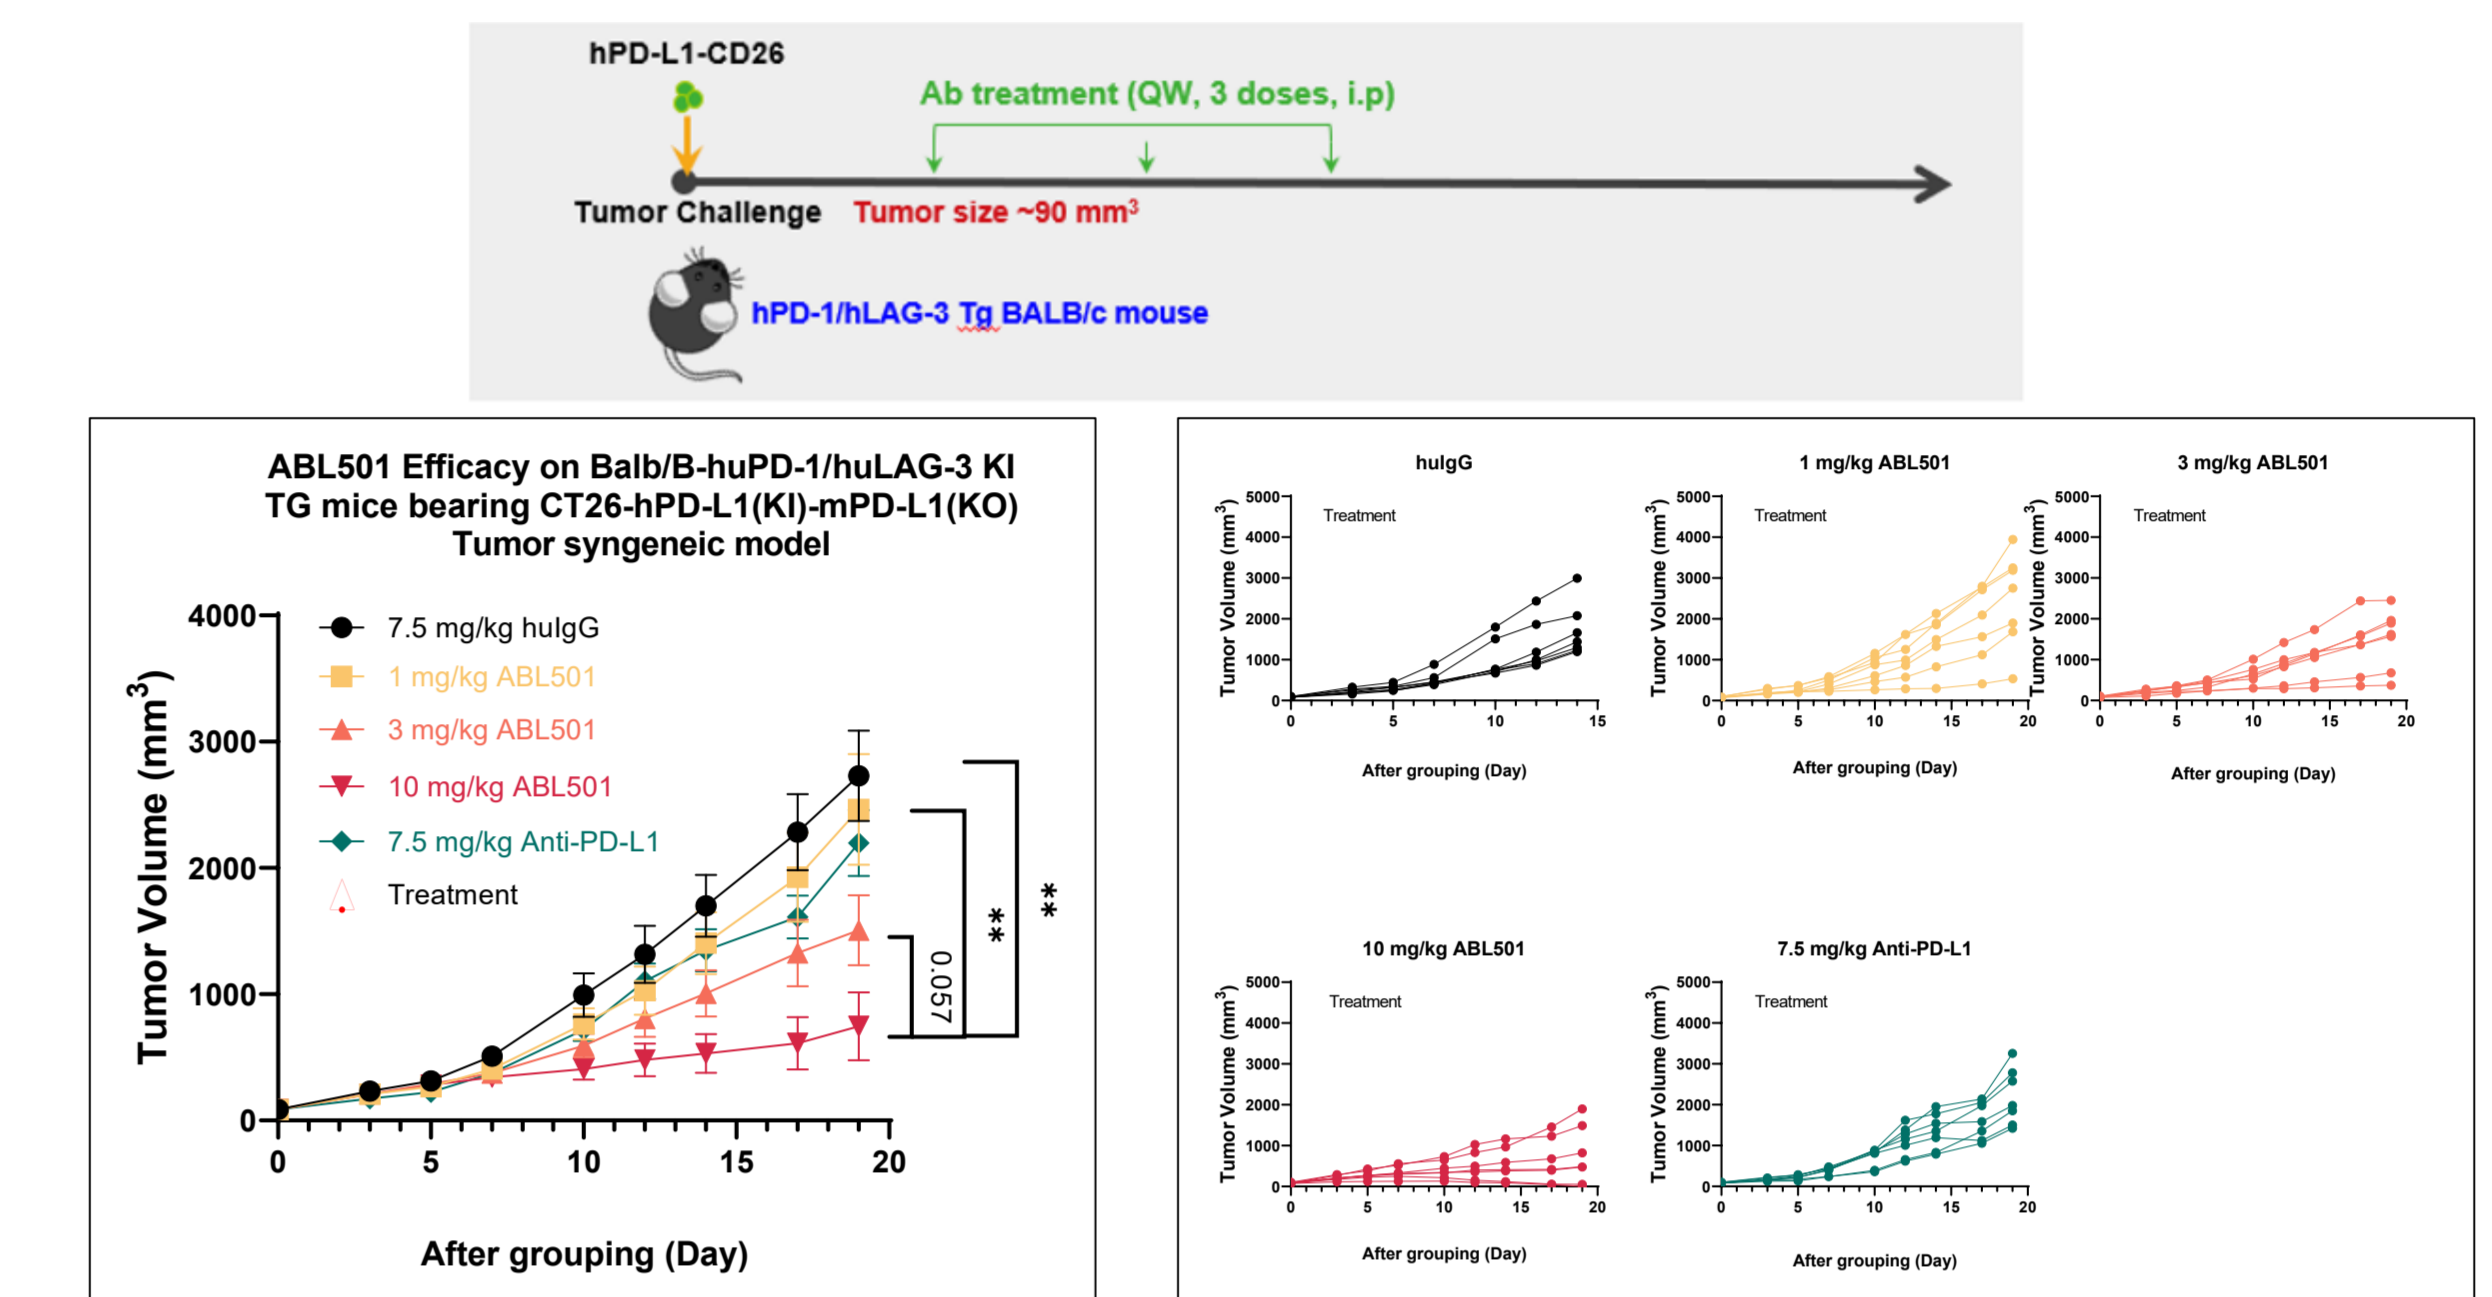 hPD-L1-CD26
Ab treatment (QW, 3 doses, i.p)
Tumor Challenge
Tumor size ~90 mm³
hPD-1/hLAG-3 Tg BALB/c mouse
ABL501 Efficacy on Balb/B-huPD-1/huLAG-3 KI
TG mice bearing CT26-hPD-L1(KI)-mPD-L1(KO)
Tumor syngeneic model
7.5 mg/kg huIgG
1 mg/kg ABL501
3 mg/kg ABL501
10 mg/kg ABL501
7.5 mg/kg Anti-PD-L1
Treatment
Tumor Volume (mm³)
4000
3000
2000
1000
0
0 5 10 15 20
After grouping (Day)
0.057
**
**
huIgG
Treatment
Tumor Volume (mm³)
5000
4000
3000
2000
1000
0
0 5 10 15
After grouping (Day)
1 mg/kg ABL501
Treatment
Tumor Volume (mm³)
5000
4000
3000
2000
1000
0
0 5 10 15 20
After grouping (Day)
3 mg/kg ABL501
Treatment
Tumor Volume (mm³)
5000
4000
3000
2000
1000
0
0 5 10 15 20
After grouping (Day)
10 mg/kg ABL501
Treatment
Tumor Volume (mm³)
5000
4000
3000
2000
1000
0
0 5 10 15 20
After grouping (Day)
7.5 mg/kg Anti-PD-L1
Treatment
Tumor Volume (mm³)
5000
4000
3000
2000
1000
0
0 5 10 15 20
After grouping (Day)